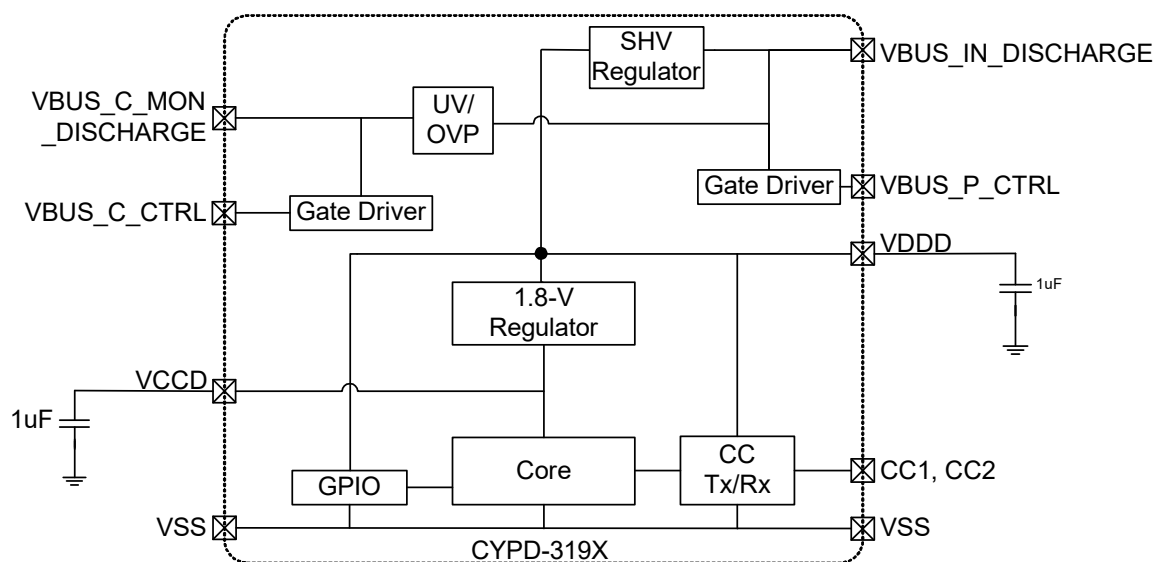 SHV
Regulator
VBUS_IN_DISCHARGE
VBUS_C_MON
_DISCHARGE
UV/
OVP
Gate Driver
VBUS_P_CTRL
VBUS_C_CTRL
Gate Driver
VDDD
1uF
1.8-V
Regulator
VCCD
1uF
Core
CC
Tx/Rx
CC1, CC2
GPIO
VSS
VSS
CYPD-319X